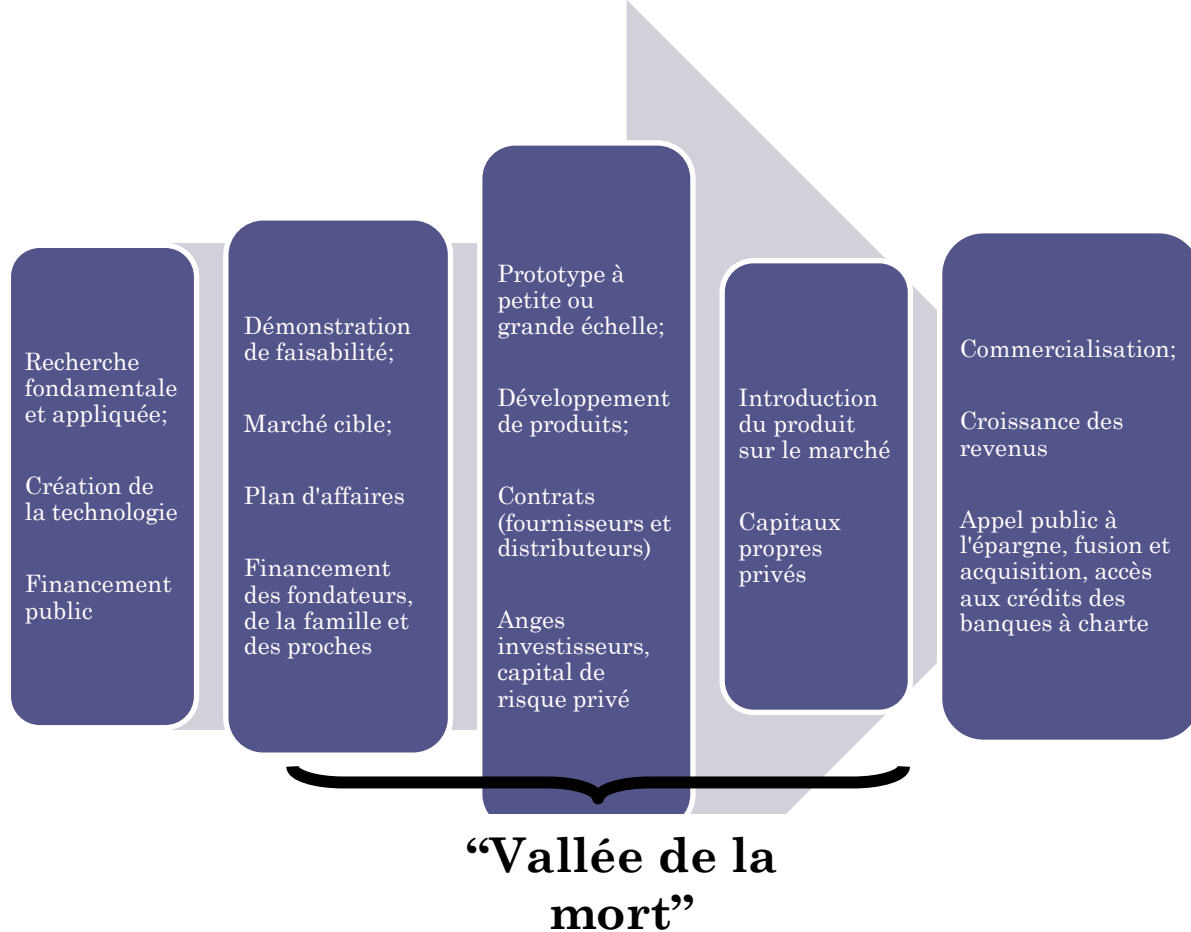 Recherche
fondamentale
et appliquée;
Création de
la technologie
Financement
public
Démonstration
de faisabilité;
Marché cible;
Plan d'affaires
Financement
des fondateurs,
de la famille et
des proches
Prototype à
petite ou
grande échelle;
Développement
de produits;
Contrats
(fournisseurs et
distributeurs)
Anges
investisseurs,
capital de
risque privé
Introduction
du produit
sur le marché
Capitaux
propres
privés
Commercialisation;
Croissance des
revenus
Appel public à
l'épargne, fusion et
acquisition, accès
aux crédits des
banques à charte
“Vallée de la
mort”